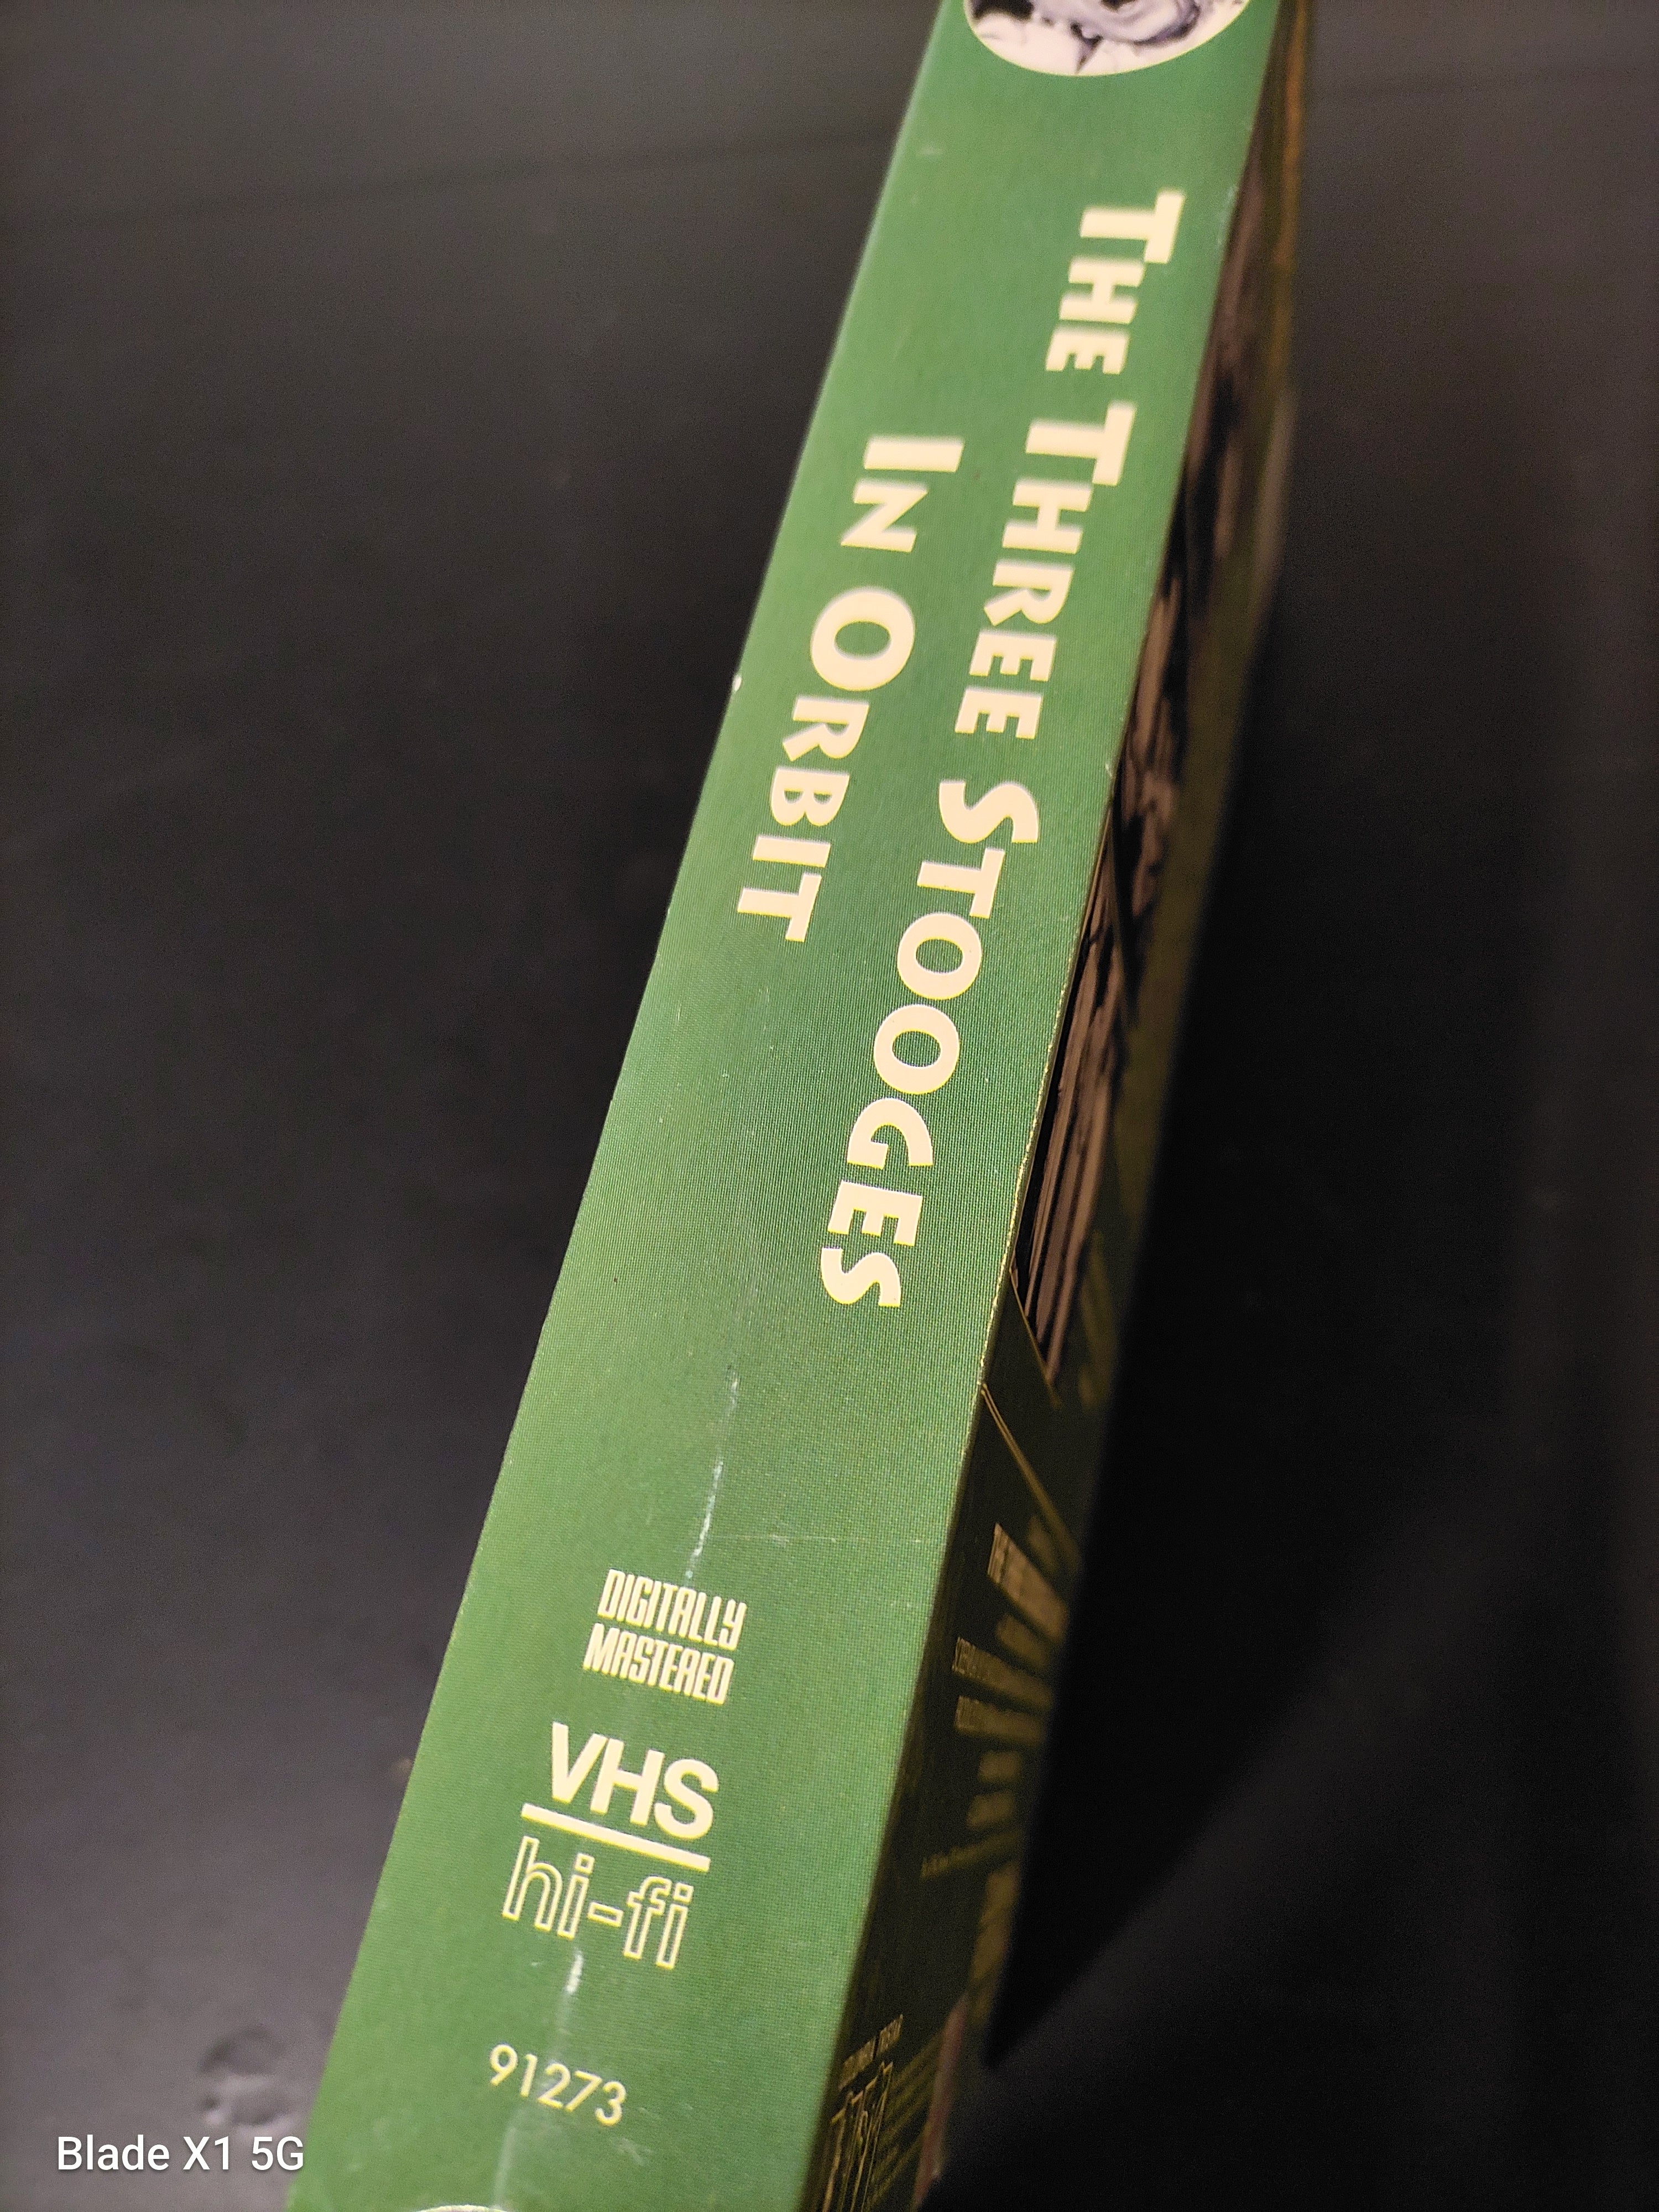 THE THREE STOOGES
IN ORBIT
DIGITALLY
MASTERED
VHS
hi-fi
91273
Blade X1 5G